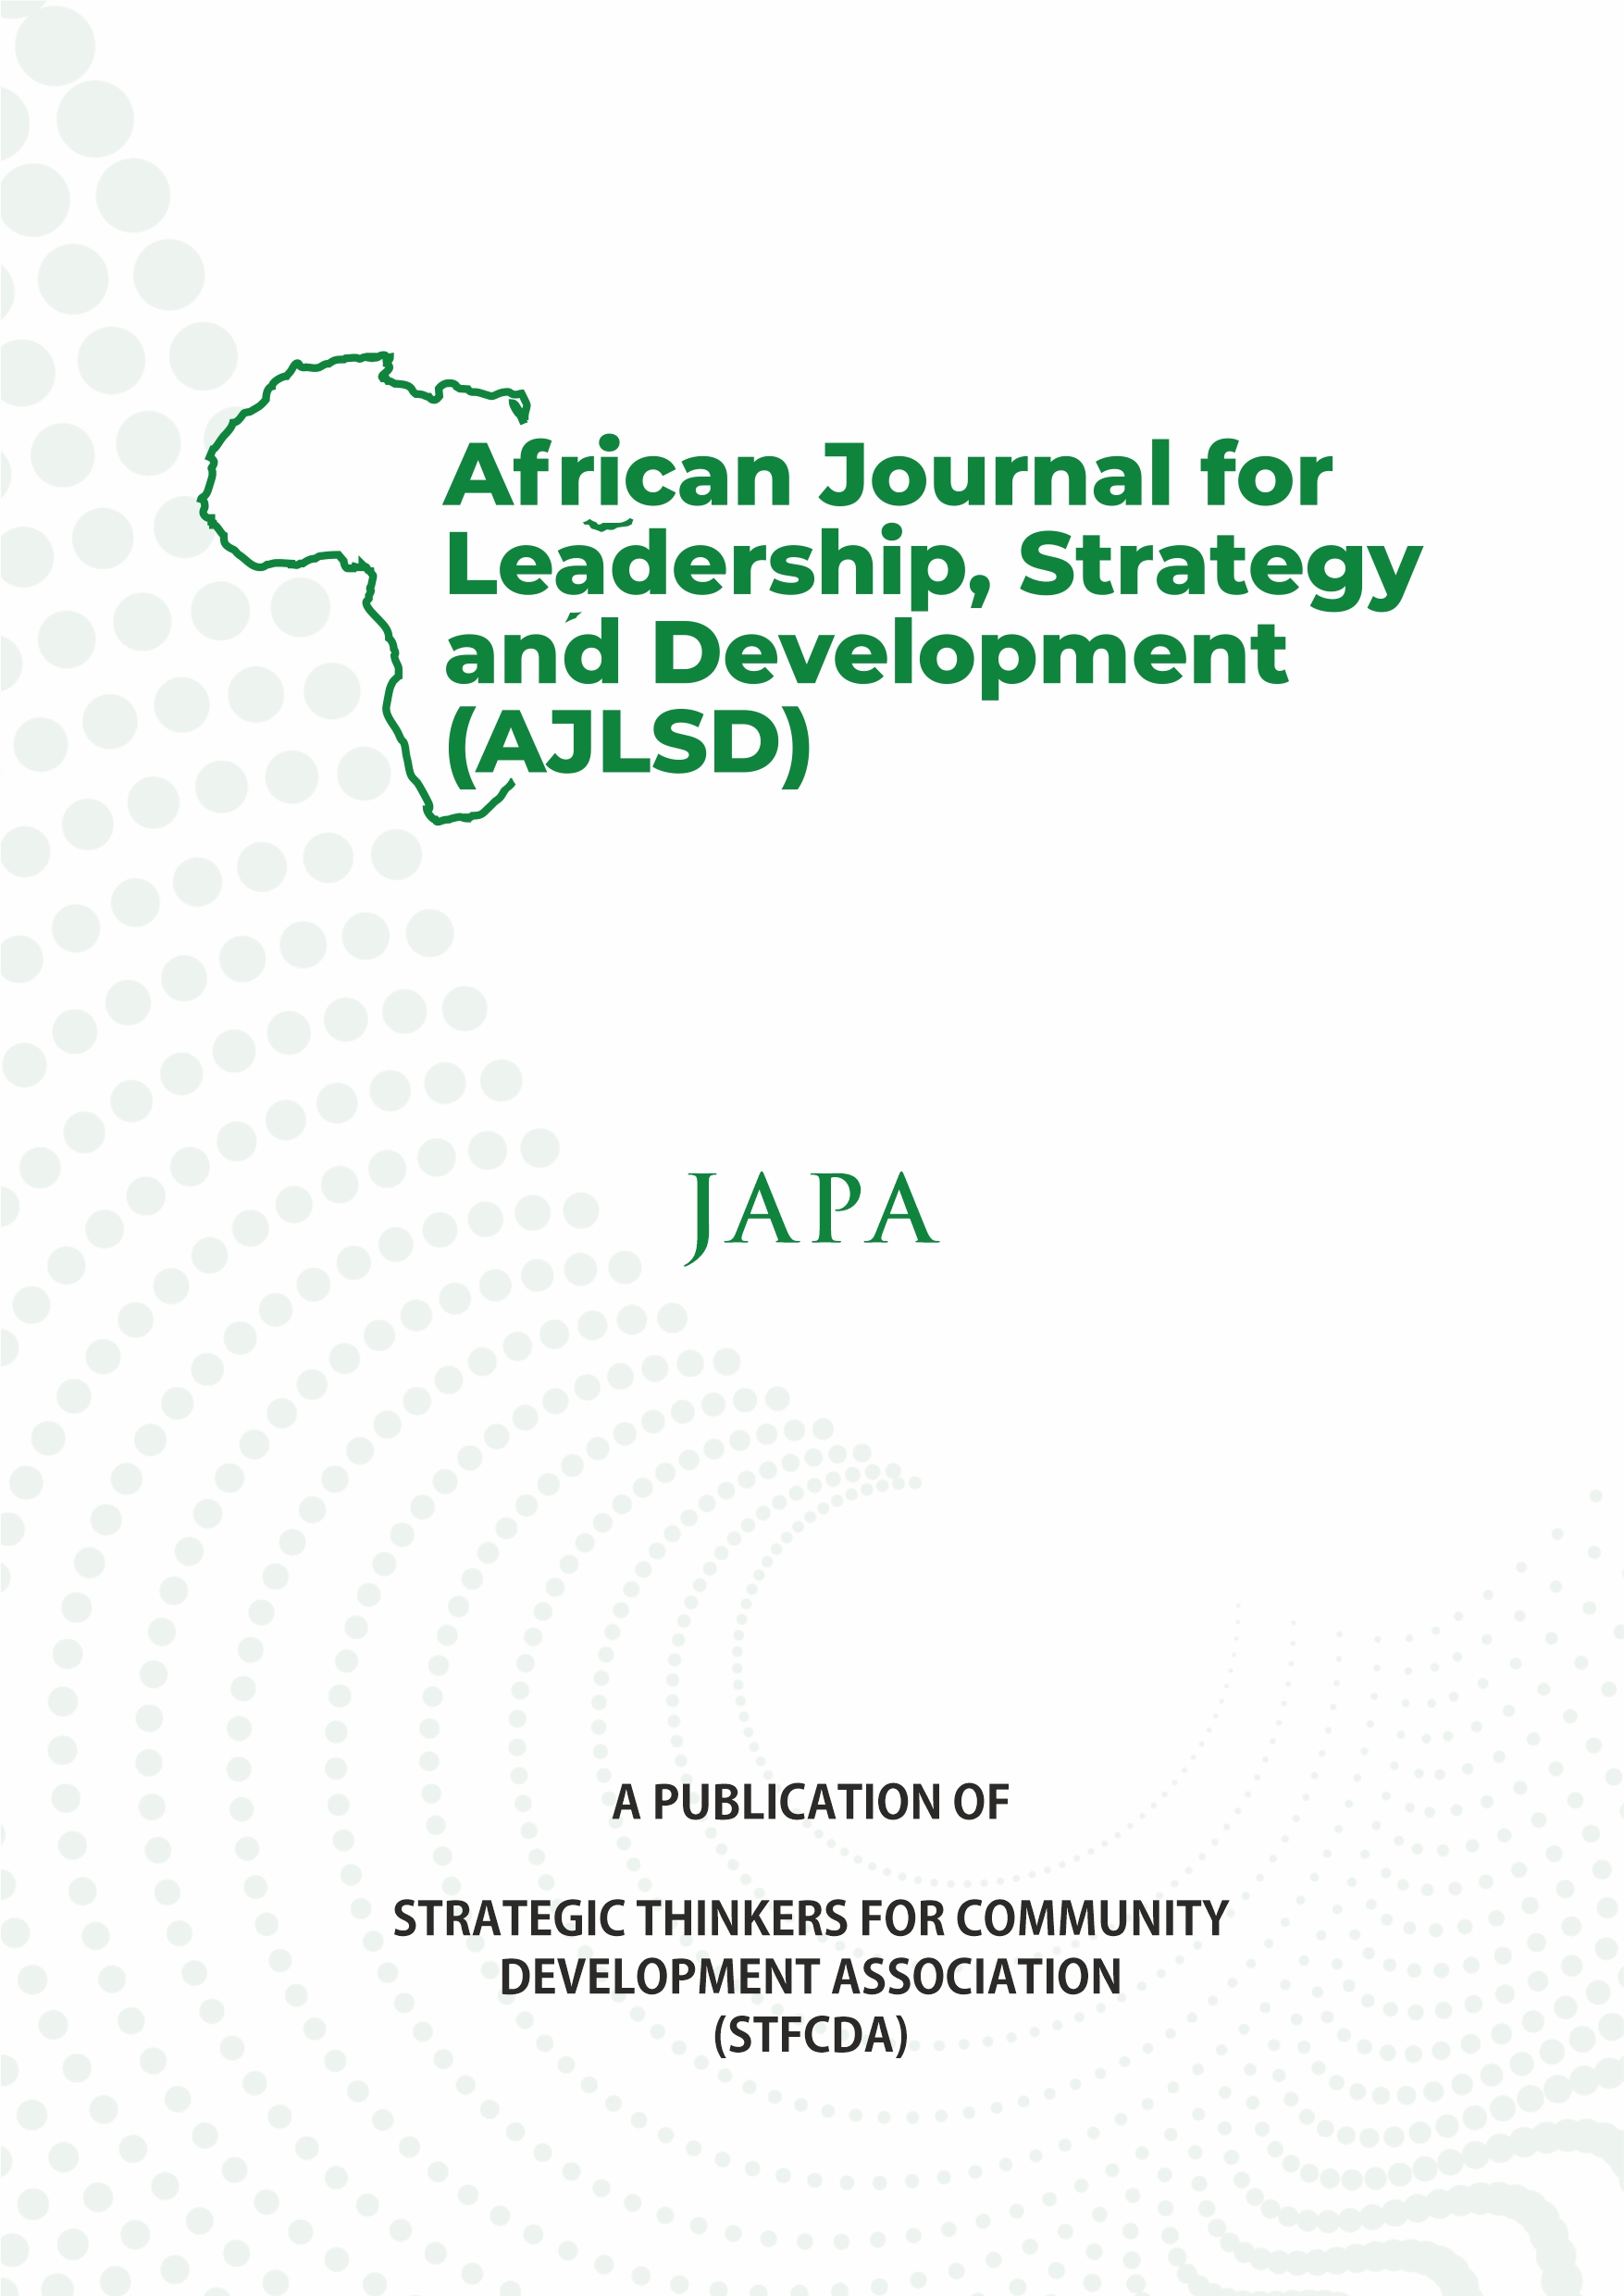 African Journal for
Leadership, Strategy
and Development
(AJLSD)
JAPA
A PUBLICATION OF
STRATEGIC THINKERS FOR COMMUNITY
DEVELOPMENT ASSOCIATION
(STFCDA)